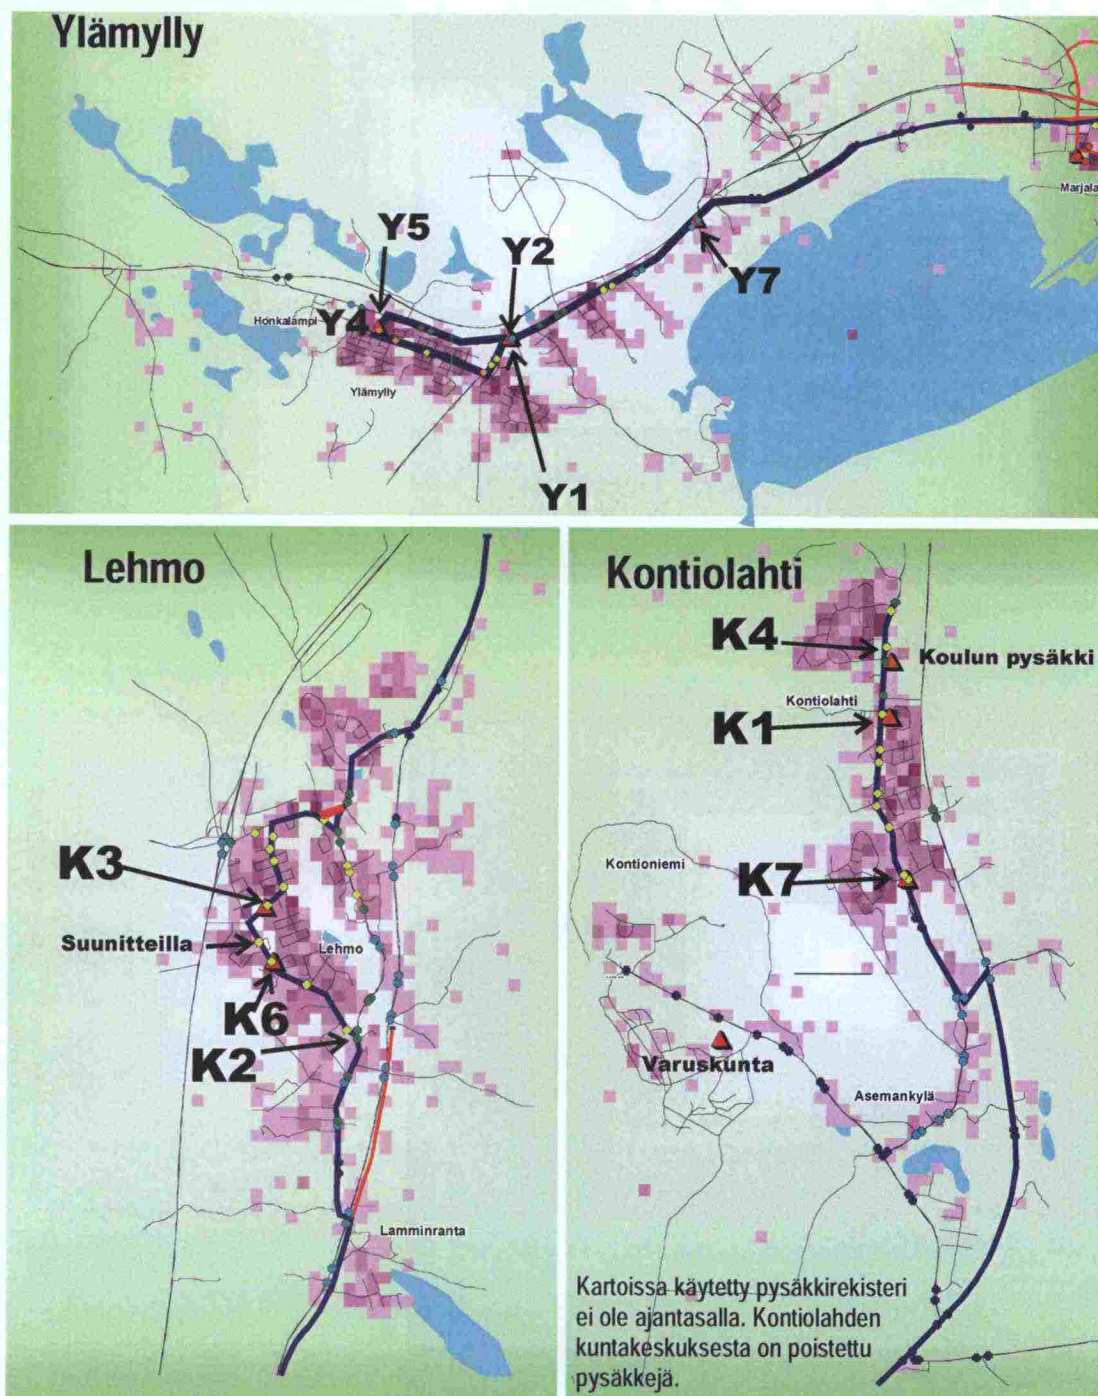 Ylämylly
Marjala
Y5
Y2
Y7
Honkalampi
Y4
Ylämylly
Y1
Lehmo
K3
Suunitteilla
Lehmo
K6
K2
Lamminranta
Kontiolahti
K4
Koulun pysäkki
Kontiolahti
K1
Kontioniemi
K7
Varuskunta
Asemankylä
Kartoissa käytetty pysäkkirekisteri
ei ole ajantasalla. Kontiolahden
kuntakeskuksesta on poistettu
pysäkkejä.